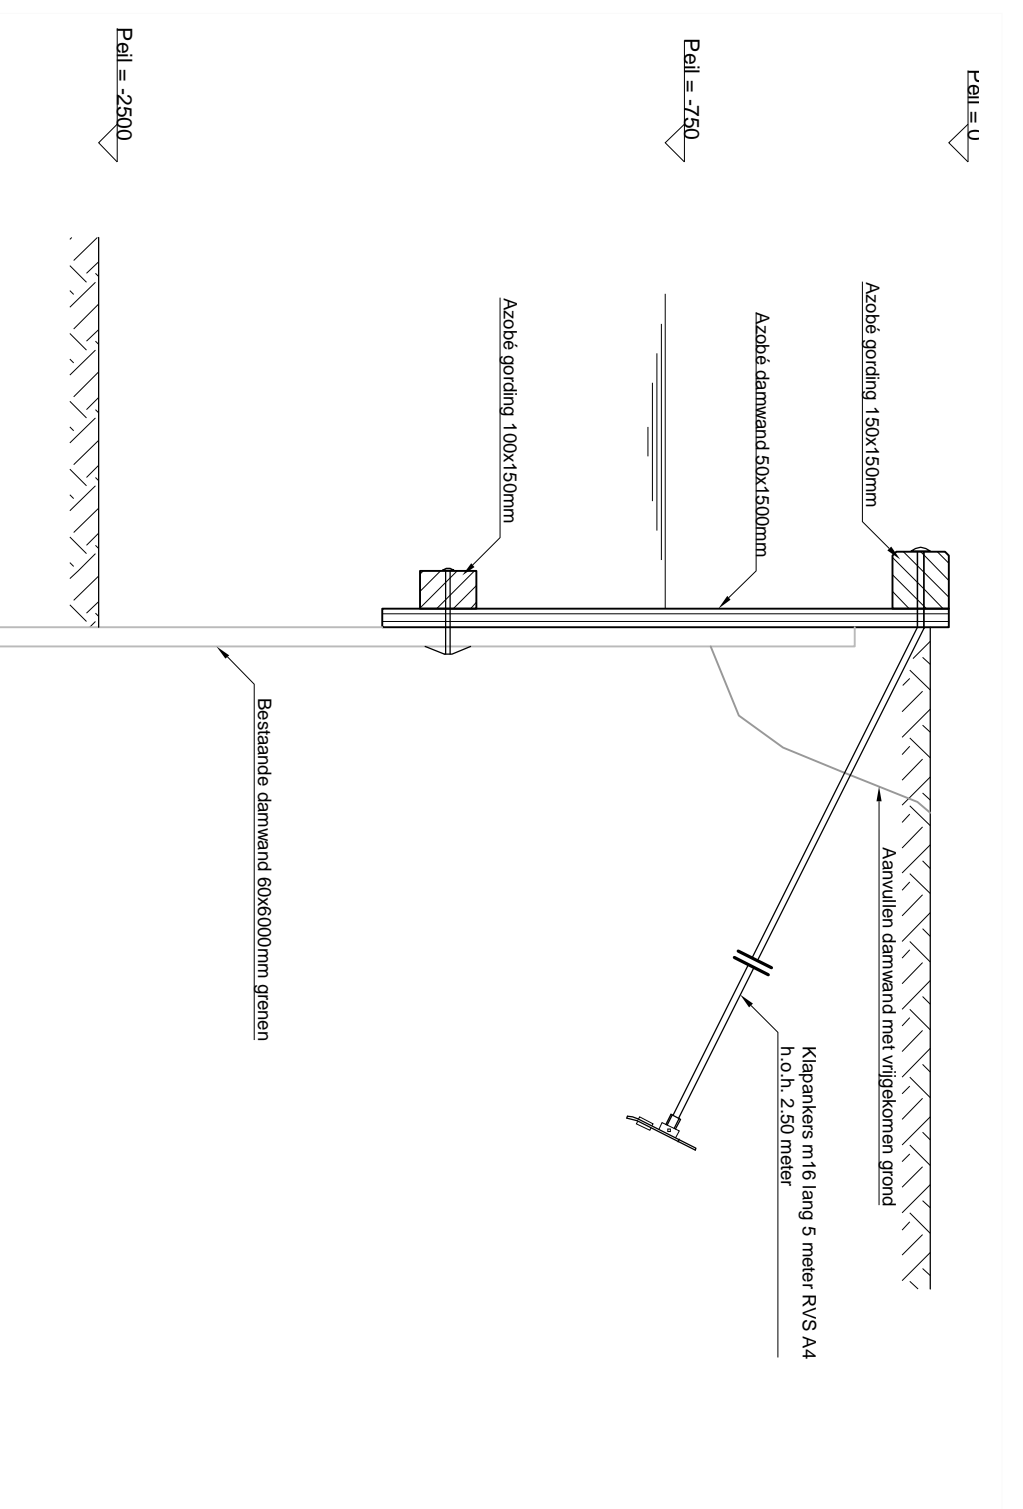 Peil = 0
Azobé gording 150x150mm
Azobé damwand 50x1500mm
Peil = -750
Azobé gording 100x150mm
Peil = -2500
Aanvullen damwand met vrijgekomen grond
Klapankers m16 lang 5 meter RVS A4
h.o.h. 2.50 meter
Bestaande damwand 60x6000mm grenen